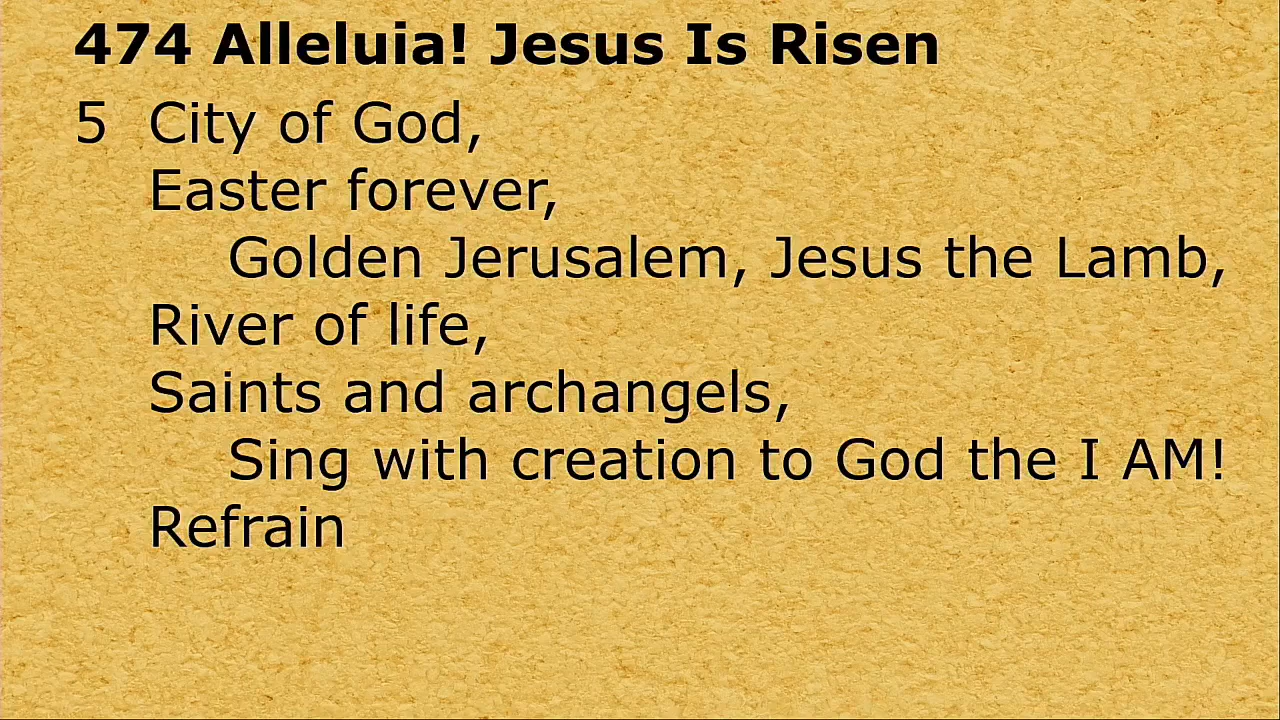 474 Alleluia! Jesus Is Risen
5 City of God,
Easter forever,
Golden Jerusalem, Jesus the Lamb,
River of life,
Saints and archangels,
Sing with creation to God the I AM!
Refrain